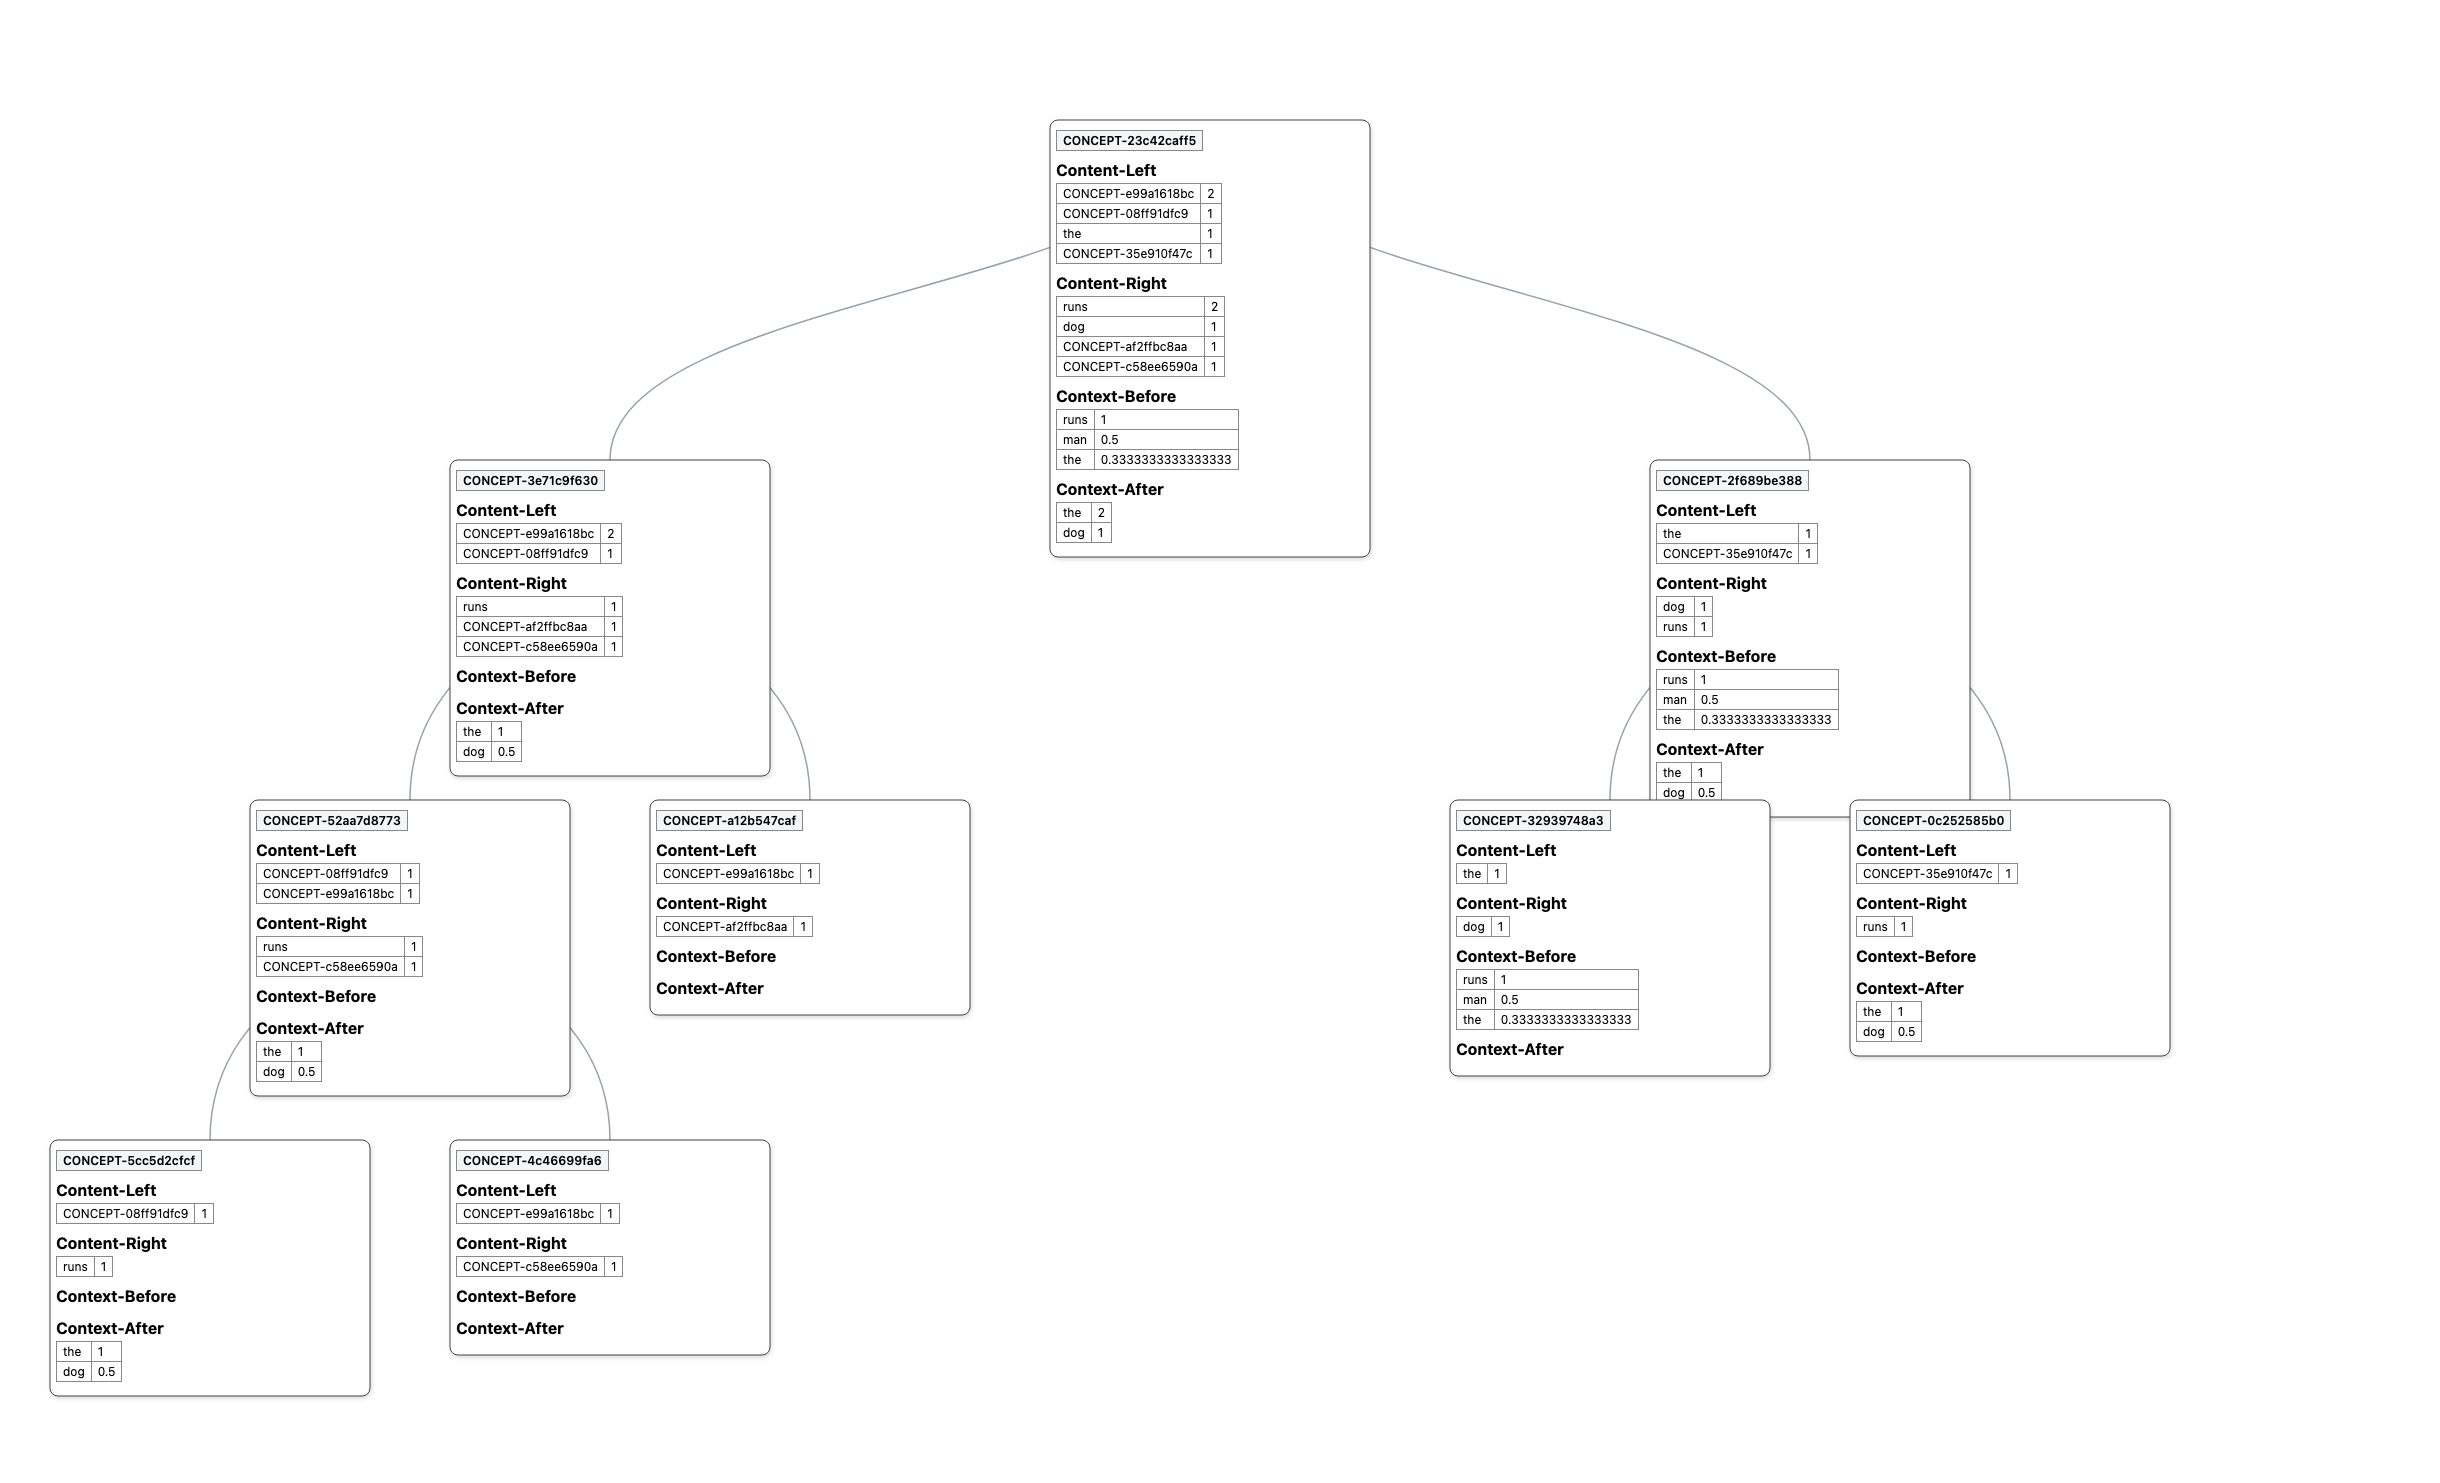 CONCEPT-23c42caff5
Content-Left
CONCEPT-e99a1618bc 2
CONCEPT-08ff91dfc9 1
the 1
CONCEPT-35e910f47c 1
Content-Right
runs 2
dog 1
CONCEPT-af2ffbc8aa 1
CONCEPT-c58ee6590a 1
Context-Before
runs 1
man 0.5
the 0.3333333333333333
Context-After
the 2
dog 1
CONCEPT-3e71c9f630
Content-Left
CONCEPT-e99a1618bc 2
CONCEPT-08ff91dfc9 1
Content-Right
runs 1
CONCEPT-af2ffbc8aa 1
CONCEPT-c58ee6590a 1
Context-Before
Context-After
the 1
dog 0.5
CONCEPT-2f689be388
Content-Left
the 1
CONCEPT-35e910f47c 1
Content-Right
dog 1
runs 1
Context-Before
runs 1
man 0.5
the 0.3333333333333333
Context-After
the 1
dog 0.5
CONCEPT-52aa7d8773
Content-Left
CONCEPT-08ff91dfc9 1
CONCEPT-e99a1618bc 1
Content-Right
runs 1
CONCEPT-c58ee6590a 1
Context-Before
Context-After
the 1
dog 0.5
CONCEPT-a12b547caf
Content-Left
CONCEPT-e99a1618bc 1
Content-Right
CONCEPT-af2ffbc8aa 1
Context-Before
Context-After
CONCEPT-32939748a3
Content-Left
the 1
Content-Right
dog 1
Context-Before
runs 1
man 0.5
the 0.3333333333333333
Context-After
CONCEPT-0c252585b0
Content-Left
CONCEPT-35e910f47c 1
Content-Right
runs 1
Context-Before
Context-After
the 1
dog 0.5
CONCEPT-5cc5d2cfcf
Content-Left
CONCEPT-08ff91dfc9 1
Content-Right
runs 1
Context-Before
Context-After
the 1
dog 0.5
CONCEPT-4c46699fa6
Content-Left
CONCEPT-e99a1618bc 1
Content-Right
CONCEPT-c58ee6590a 1
Context-Before
Context-After